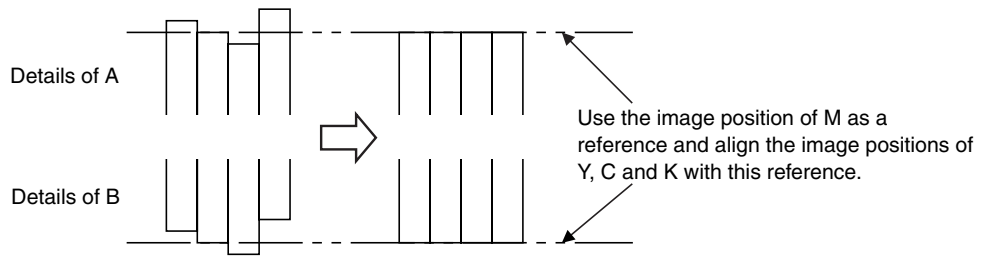 Details of A
Details of B
Use the image position of M as a
reference and align the image positions of
Y, C and K with this reference.